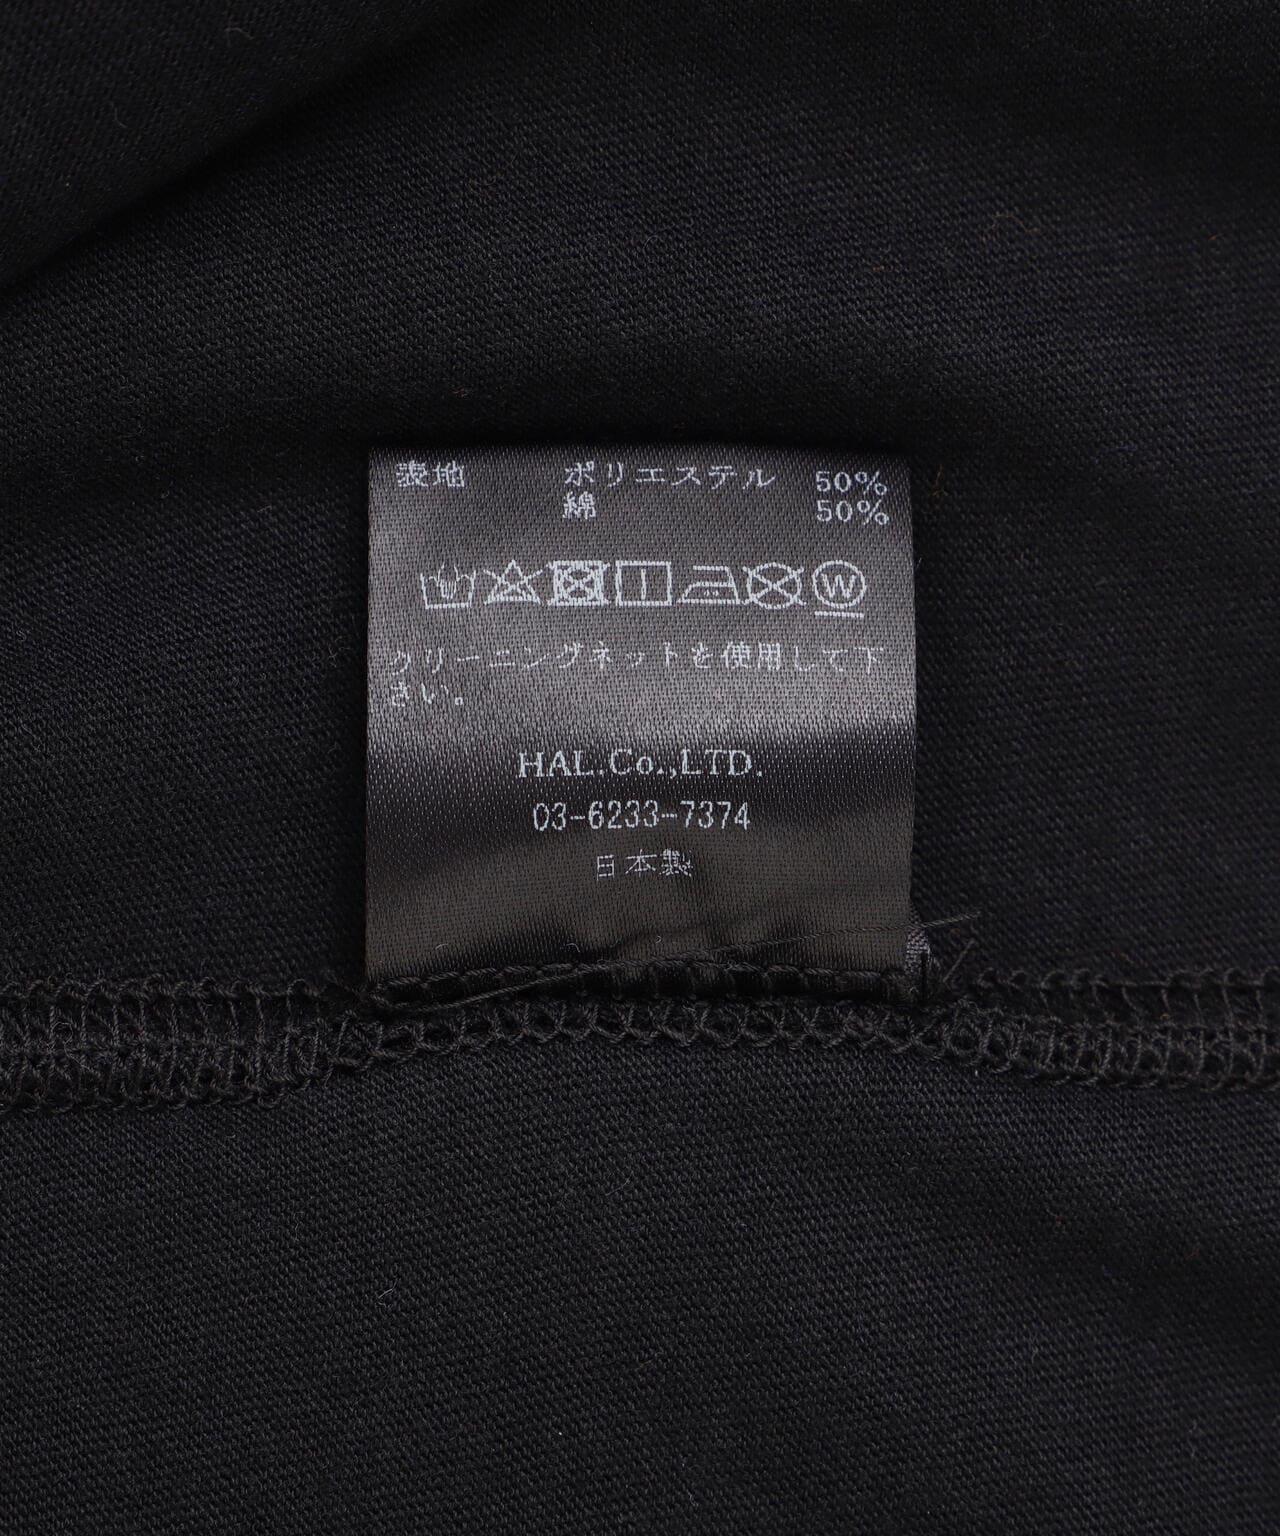 表地 ポリエステル 50%
綿 50%
W
クリーニングネットを使用して下
さい。
HAL.Co.,LTD.
03-6233-7374
日本製